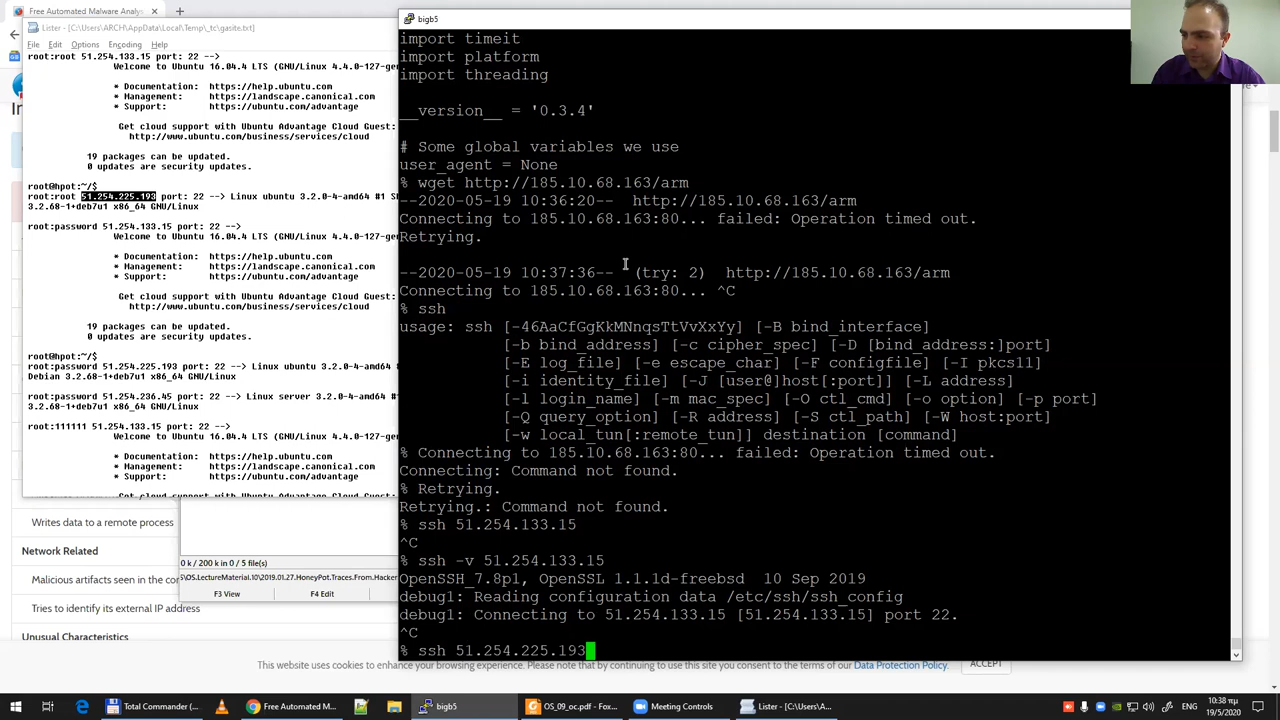 Free Automated Malware Analys
Lister - [C:\Users\ARCH\AppData\Local\Temp\_tc\gasite.txt]
File Edit Options Encoding Help
root:root 51.254.133.15 port: 22 -->
Welcome to Ubuntu 16.04.4 LTS (GNU/Linux 4.4.0-127-gen
* Documentation: https://help.ubuntu.com
* Management: https://landscape.canonical.com
* Support: https://ubuntu.com/advantage
Get cloud support with Ubuntu Advantage Cloud Guest:
http://www.ubuntu.com/business/services/cloud
19 packages can be updated.
0 updates are security updates.
root@hpot:~/$
root:root 51.254.225.193 port: 22 --> Linux ubuntu 3.2.0-4-amd64 #1 S
3.2.68-1+deb7u1 x86_64 GNU/Linux
root:password 51.254.133.15 port: 22 -->
Welcome to Ubuntu 16.04.4 LTS (GNU/Linux 4.4.0-127-gen
* Documentation: https://help.ubuntu.com
* Management: https://landscape.canonical.com
* Support: https://ubuntu.com/advantage
Get cloud support with Ubuntu Advantage Cloud Guest:
http://www.ubuntu.com/business/services/cloud
19 packages can be updated.
0 updates are security updates.
root@hpot:~/$
root:password 51.254.225.193 port: 22 --> Linux ubuntu 3.2.0-4-amd64
Debian 3.2.68-1+deb7u1 x86_64 GNU/Linux
root:password 51.254.236.45 port: 22 --> Linux server 3.2.0-4-amd64 #1
3.2.68-1+deb7u1 x86_64 GNU/Linux
root:111111 51.254.133.15 port: 22 -->
Welcome to Ubuntu 16.04.4 LTS (GNU/Linux 4.4.0-127-gen
* Documentation: https://help.ubuntu.com
* Management: https://landscape.canonical.com
* Support: https://ubuntu.com/advantage
Get cloud support with Ubuntu Advantage Cloud Guest:
Writes data to a remote process
Network Related
Malicious artifacts seen in the con
Tries to identify its external IP address
Unusual Characteristics
0 k / 200 k in 0 / 5 file(s)
\OS.LectureMaterial.10\2019.01.27.HoneyPot.Traces.From.Hacker
F3 View F4 Edit
bigb5
import timeit
import platform
import threading
__version__ = '0.3.4'
# Some global variables we use
user_agent = None
% wget http://185.10.68.163/arm
--2020-05-19 10:36:20-- http://185.10.68.163/arm
Connecting to 185.10.68.163:80... failed: Operation timed out.
Retrying.
--2020-05-19 10:37:36-- (try: 2) http://185.10.68.163/arm
Connecting to 185.10.68.163:80... ^C
% ssh
usage: ssh [-46AaCfGgKkMNnqsTtVvXxYy] [-B bind_interface]
[-b bind_address] [-c cipher_spec] [-D [bind_address:]port]
[-E log_file] [-e escape_char] [-F configfile] [-I pkcs11]
[-i identity_file] [-J [user@]host[:port]] [-L address]
[-l login_name] [-m mac_spec] [-O ctl_cmd] [-o option] [-p port]
[-Q query_option] [-R address] [-S ctl_path] [-W host:port]
[-w local_tun[:remote_tun]] destination [command]
% Connecting to 185.10.68.163:80... failed: Operation timed out.
Connecting: Command not found.
% Retrying.
Retrying.: Command not found.
% ssh 51.254.133.15
^C
% ssh -v 51.254.133.15
OpenSSH_7.8p1, OpenSSL 1.1.1d-freebsd 10 Sep 2019
debug1: Reading configuration data /etc/ssh/ssh_config
debug1: Connecting to 51.254.133.15 [51.254.133.15] port 22.
^C
% ssh 51.254.225.193
This website uses cookies to enhance your browsing experience. Please note that by continuing to use this site you consent to the terms of our Data Protection Policy.
ACCEPT
Total Commander (... Free Automated M... bigb5 OS_09_oc.pdf - Fox... Meeting Controls Lister - [C:\Users\A...
ENG
10:38 πμ
19/5/2020